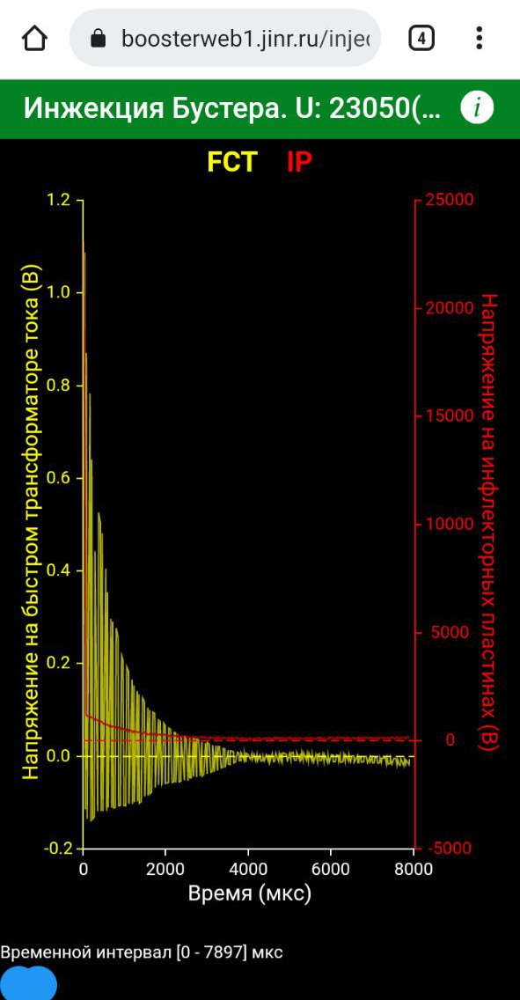 boosterweb1.jinr.ru/injec
4
Инжекция Бустера. U: 23050(...
i
FCT IP
1.2
1.0
0.8
0.6
0.4
0.2
0.0
-0.2
Напряжение на быстром трансформаторе тока (В)
25000
20000
15000
10000
5000
0
-5000
Напряжение на инфлекторных пластинах (В)
0 2000 4000 6000 8000
Время (мкс)
Временной интервал [0 - 7897] мкс